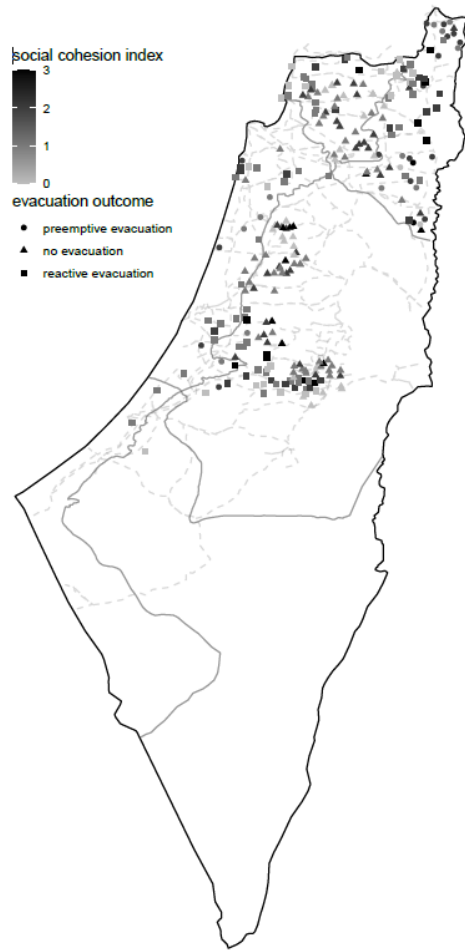 social cohesion index
3
2
1
0
evacuation outcome
preemptive evacuation
no evacuation
reactive evacuation